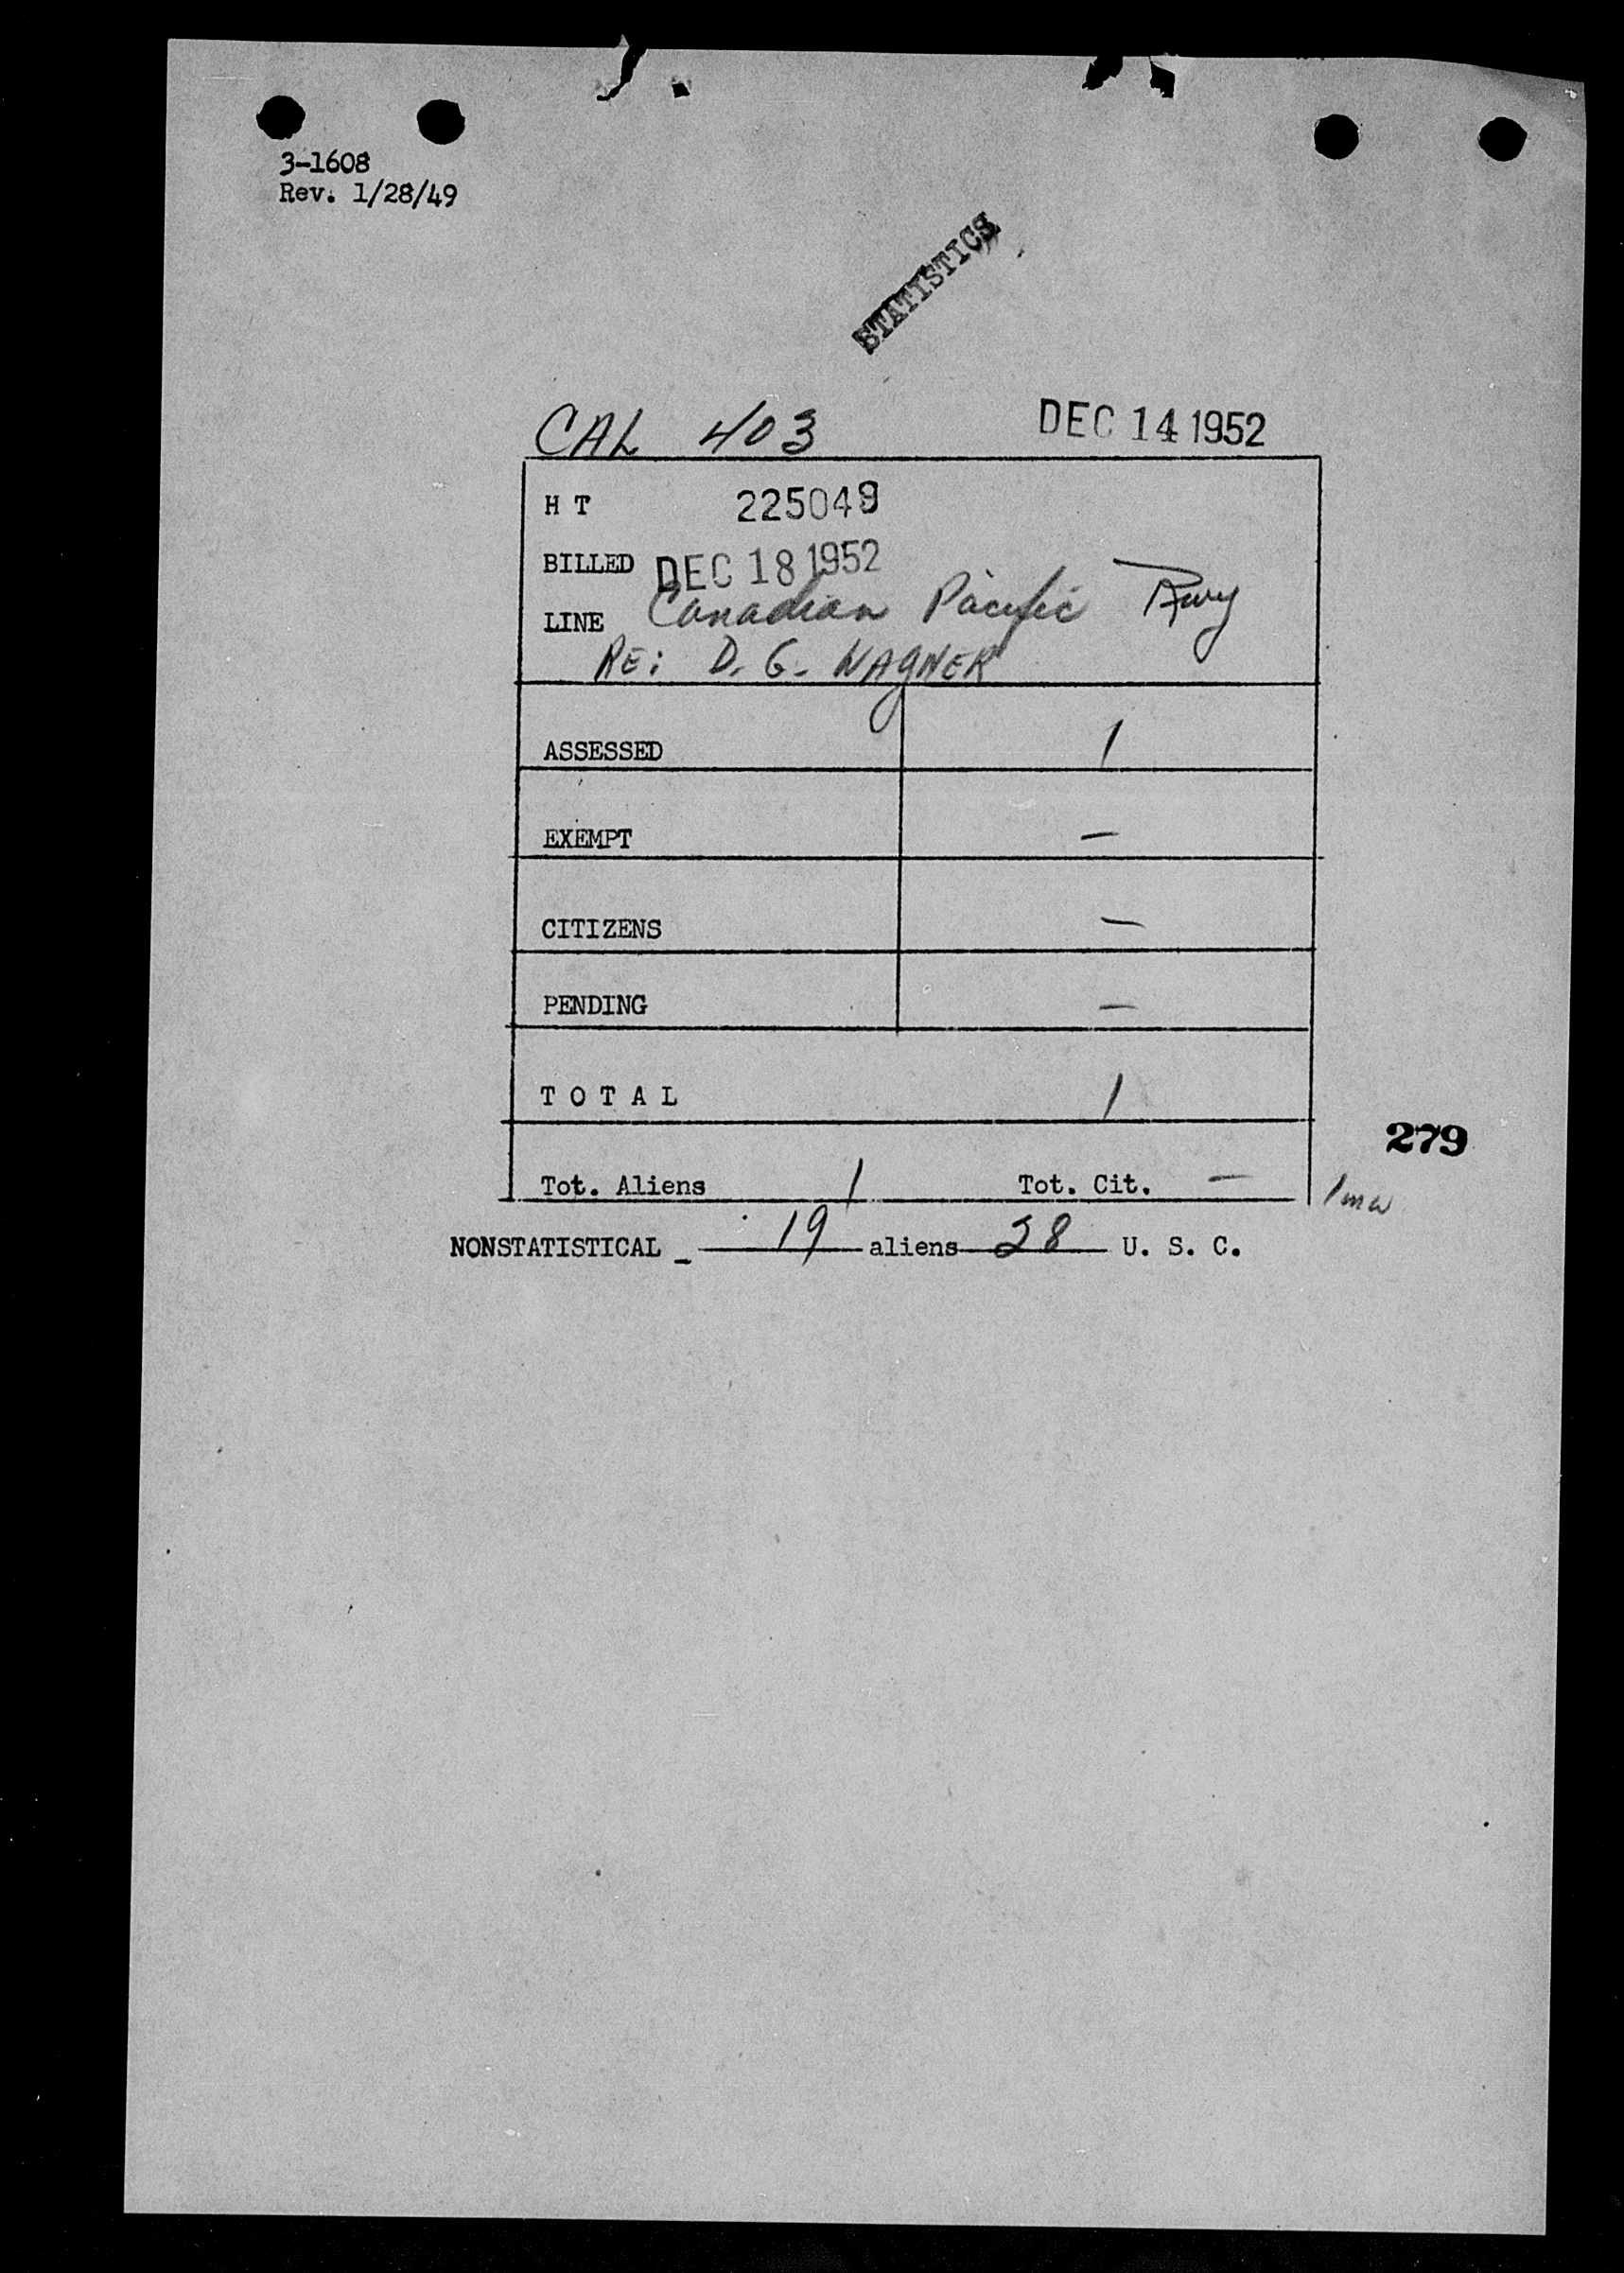 3-1608
Rev. 1/28/49
STATISTICS
CAL 403 DEC 14 1952
H T 225049
BILLED DEC 18 1952
LINE Canadian Pacific Rwy
RE: D. G. WAGNER
ASSESSED 1
EXEMPT —
CITIZENS —
PENDING —
T O T A L 1
279
Tot. Aliens 1 Tot. Cit. —
NONSTATISTICAL - 19 aliens 28 U. S. C.